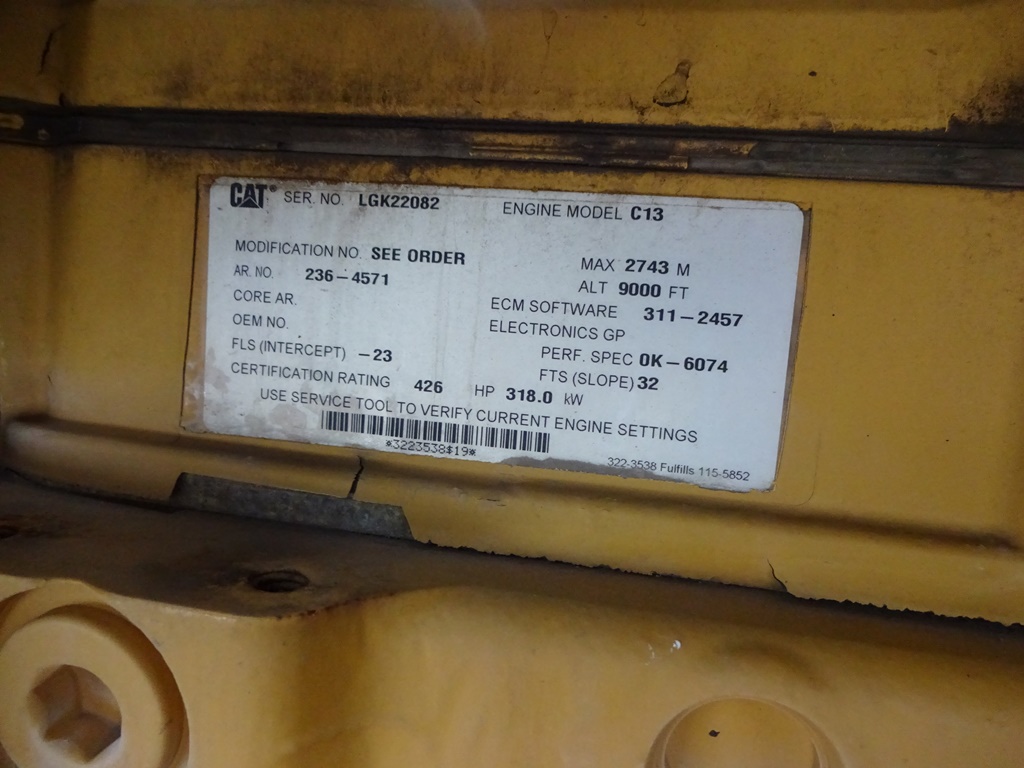 CAT® SER. NO. LGK22082 ENGINE MODEL C13
MODIFICATION NO. SEE ORDER MAX 2743 M
AR. NO. 236-4571 ALT 9000 FT
CORE AR. ECM SOFTWARE 311-2457
OEM NO. ELECTRONICS GP
FLS (INTERCEPT) -23 PERF. SPEC 0K-6074
CERTIFICATION RATING 426 HP 318.0 kW FTS (SLOPE) 32
USE SERVICE TOOL TO VERIFY CURRENT ENGINE SETTINGS
*3223538$19*
322-3538 Fulfills 115-5852